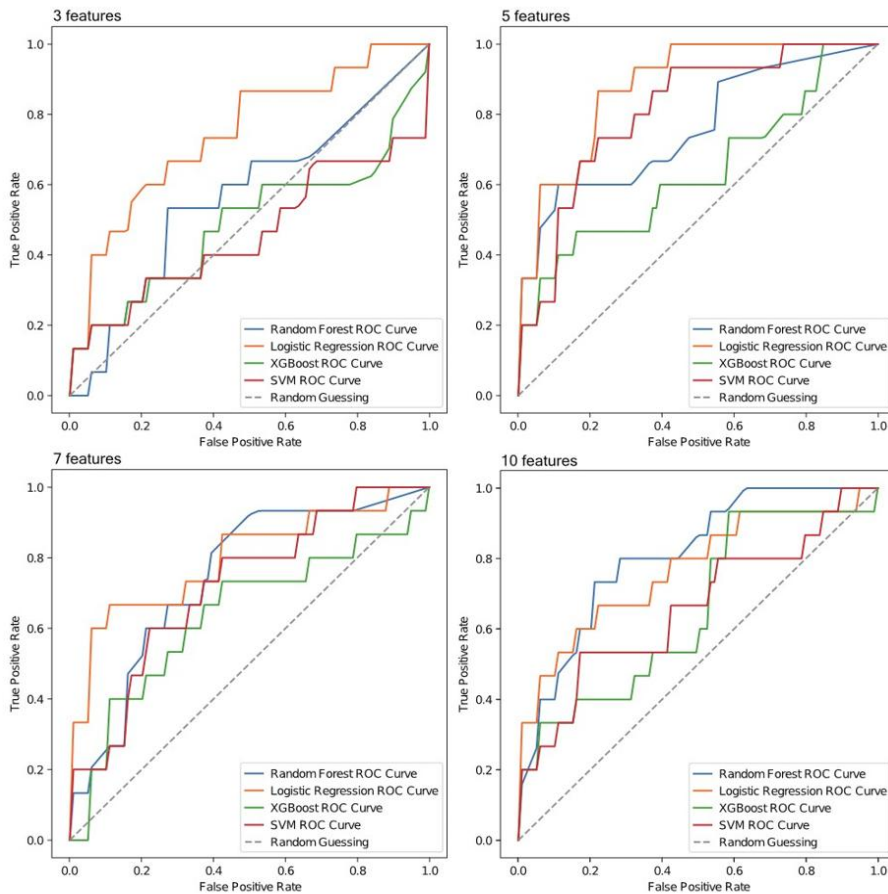 3 features
1.0
0.8
0.6
0.4
0.2
0.0
True Positive Rate
Random Forest ROC Curve
Logistic Regression ROC Curve
XGBoost ROC Curve
SVM ROC Curve
Random Guessing
0.0 0.2 0.4 0.6 0.8 1.0
False Positive Rate
5 features
1.0
0.8
0.6
0.4
0.2
0.0
True Positive Rate
Random Forest ROC Curve
Logistic Regression ROC Curve
XGBoost ROC Curve
SVM ROC Curve
Random Guessing
0.0 0.2 0.4 0.6 0.8 1.0
False Positive Rate
7 features
1.0
0.8
0.6
0.4
0.2
0.0
True Positive Rate
Random Forest ROC Curve
Logistic Regression ROC Curve
XGBoost ROC Curve
SVM ROC Curve
Random Guessing
0.0 0.2 0.4 0.6 0.8 1.0
False Positive Rate
10 features
1.0
0.8
0.6
0.4
0.2
0.0
True Positive Rate
Random Forest ROC Curve
Logistic Regression ROC Curve
XGBoost ROC Curve
SVM ROC Curve
Random Guessing
0.0 0.2 0.4 0.6 0.8 1.0
False Positive Rate